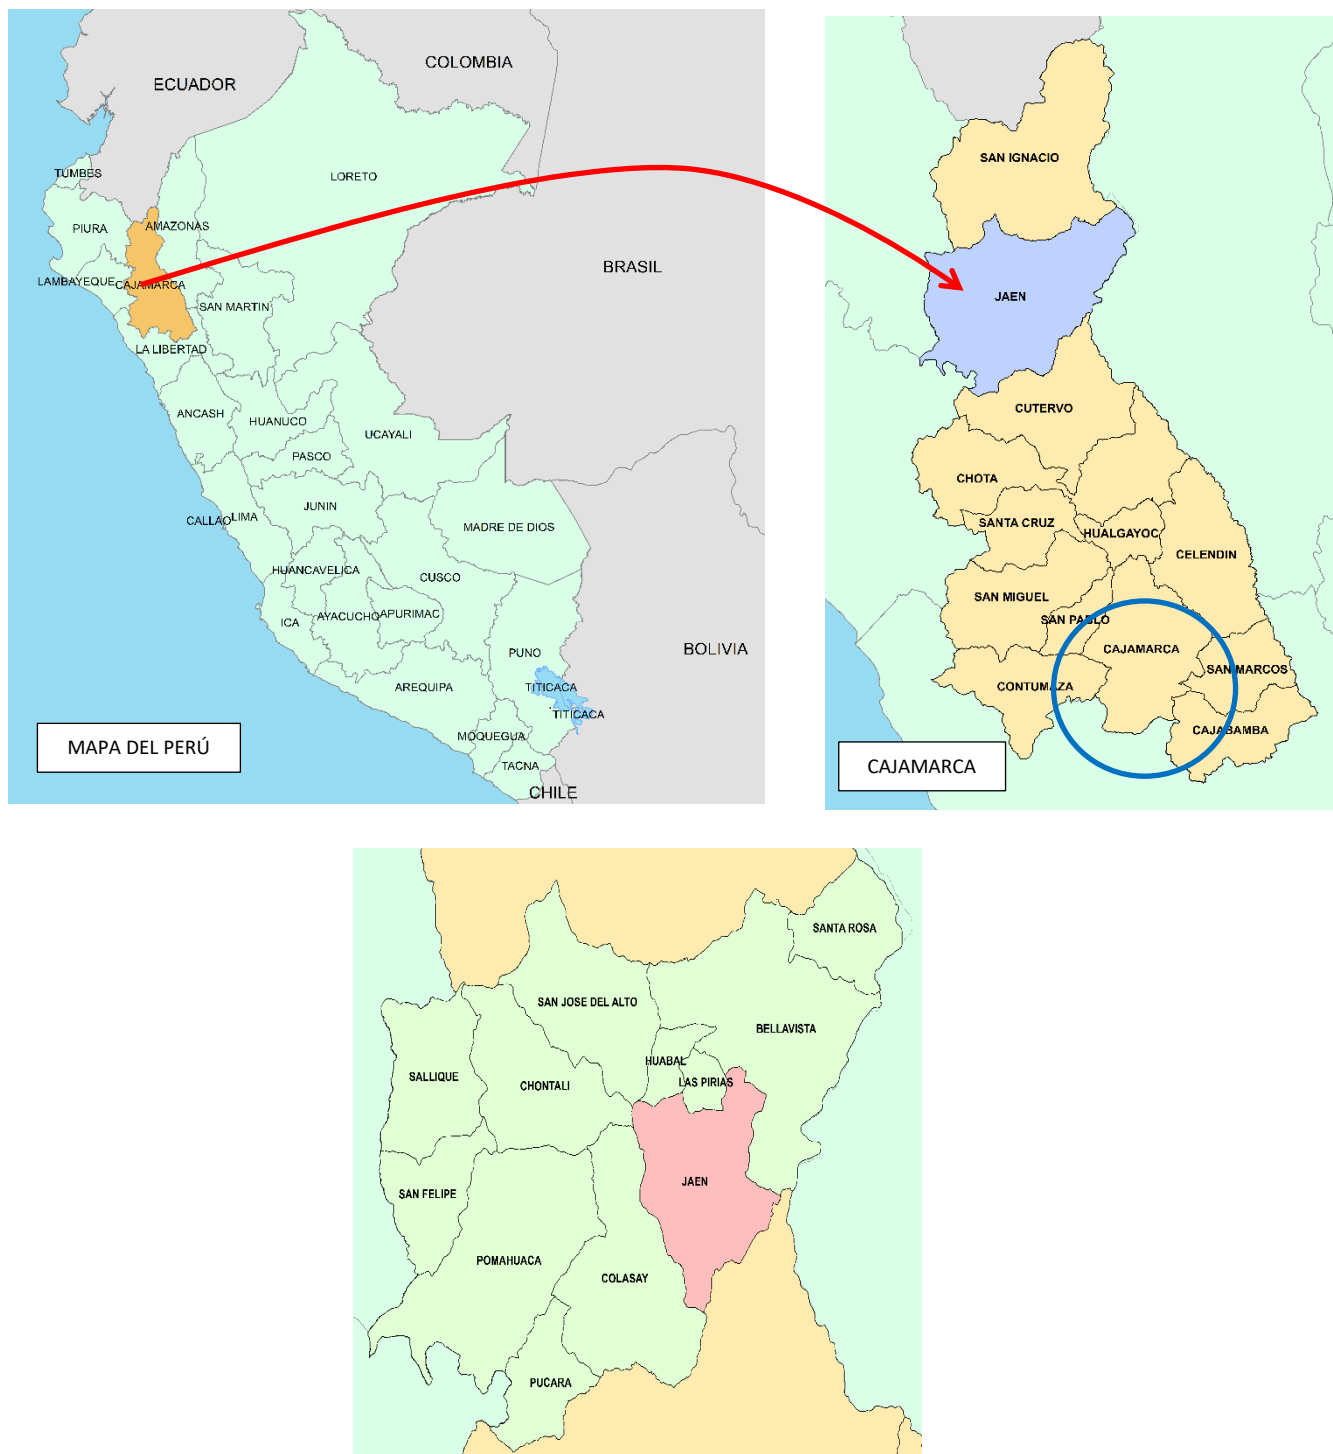 COLOMBIA
ECUADOR
TUMBES
LORETO
PIURA
AMAZONAS
BRASIL
LAMBAYEQUE
CAJAMARCA
SAN MARTIN
LA LIBERTAD
ANCASH
HUANUCO
UCAYALI
PASCO
JUNIN
CALLAO
LIMA
MADRE DE DIOS
HUANCAVELICA
CUSCO
ICA
AYACUCHO
APURIMAC
PUNO
BOLIVIA
AREQUIPA
TITICACA
TITICACA
MOQUEGUA
TACNA
CHILE
MAPA DEL PERÚ
SAN IGNACIO
JAEN
CUTERVO
CHOTA
SANTA CRUZ
HUALGAYOC
CELENDIN
SAN MIGUEL
SAN PABLO
CAJAMARCA
SAN MARCOS
CONTUMAZA
CAJABAMBA
CAJAMARCA
SANTA ROSA
SAN JOSE DEL ALTO
BELLAVISTA
HUABAL
SALLIQUE
CHONTALI
LAS PIRIAS
JAEN
SAN FELIPE
POMAHUACA
COLASAY
PUCARA